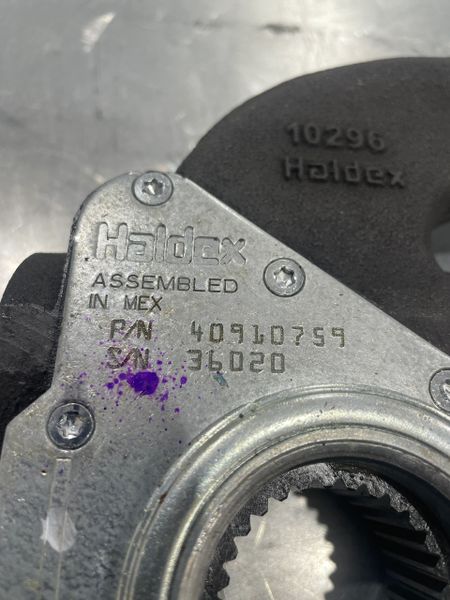 10296
Haldex
Haldex
ASSEMBLED
IN MEX
P/N 40910759
S/N 36020